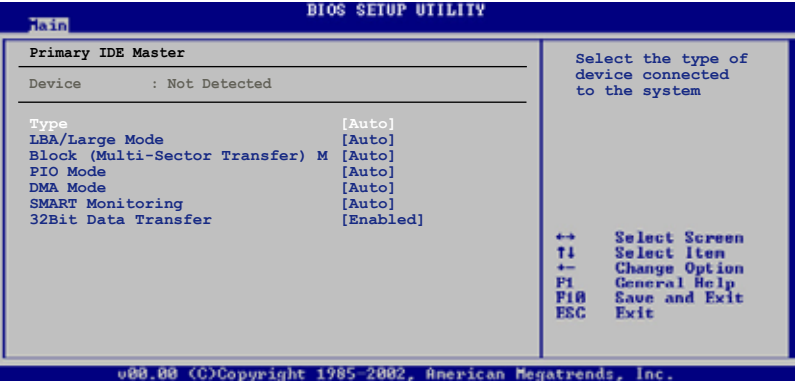 BIOS SETUP UTILITY
Main
Primary IDE Master
Device : Not Detected
Type [Auto]
LBA/Large Mode [Auto]
Block (Multi-Sector Transfer) M [Auto]
PIO Mode [Auto]
DMA Mode [Auto]
SMART Monitoring [Auto]
32Bit Data Transfer [Enabled]
Select the type of
device connected
to the system
←→ Select Screen
↑↓ Select Item
+- Change Option
F1 General Help
F10 Save and Exit
ESC Exit
v00.00 (C)Copyright 1985-2002, American Megatrends, Inc.